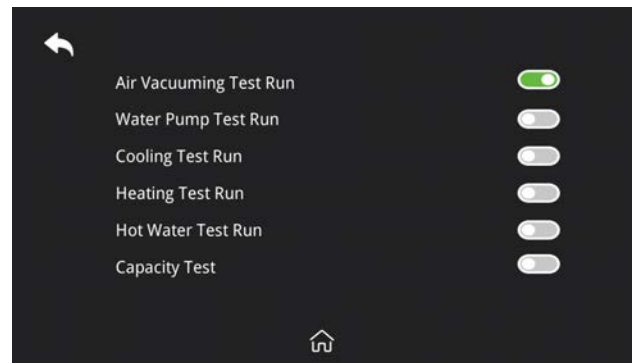 Air Vacuuming Test Run
Water Pump Test Run
Cooling Test Run
Heating Test Run
Hot Water Test Run
Capacity Test